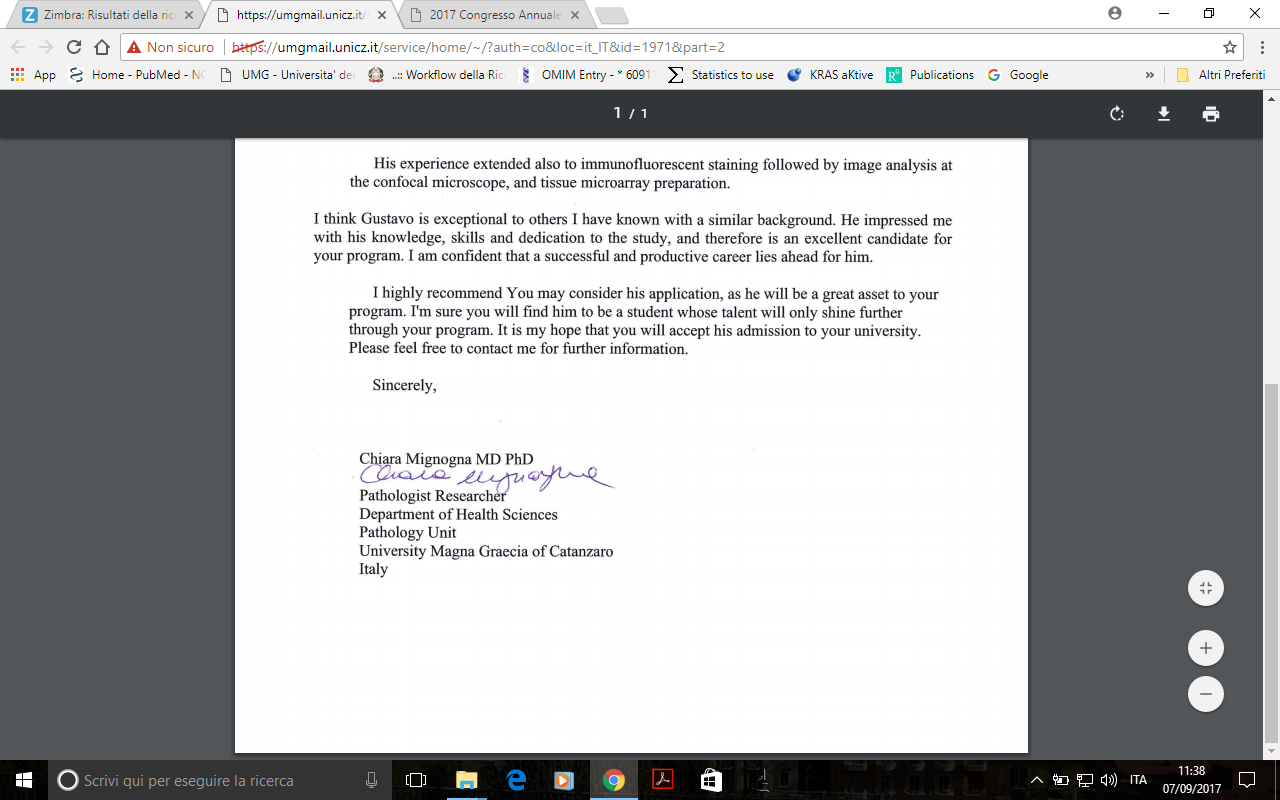 Zimbra: Risultati della ric
https://umgmail.unicz.it/
2017 Congresso Annuale
Non sicuro https://umgmail.unicz.it/service/home/~/?auth=co&loc=it_IT&id=1971&part=2
App Home - PubMed - NC UMG - Universita' de ..:: Workflow della Ric OMIM Entry - * 6091 Statistics to use KRAS aKtive Publications Google » Altri Preferiti
1 / 1
His experience extended also to immunofluorescent staining followed by image analysis at
the confocal microscope, and tissue microarray preparation.
I think Gustavo is exceptional to others I have known with a similar background. He impressed me
with his knowledge, skills and dedication to the study, and therefore is an excellent candidate for
your program. I am confident that a successful and productive career lies ahead for him.
I highly recommend You may consider his application, as he will be a great asset to your
program. I'm sure you will find him to be a student whose talent will only shine further
through your program. It is my hope that you will accept his admission to your university.
Please feel free to contact me for further information.
Sincerely,
Chiara Mignogna MD PhD
Chiara Mignogna
Pathologist Researcher
Department of Health Sciences
Pathology Unit
University Magna Graecia of Catanzaro
Italy
Scrivi qui per eseguire la ricerca
ITA
11:38
07/09/2017